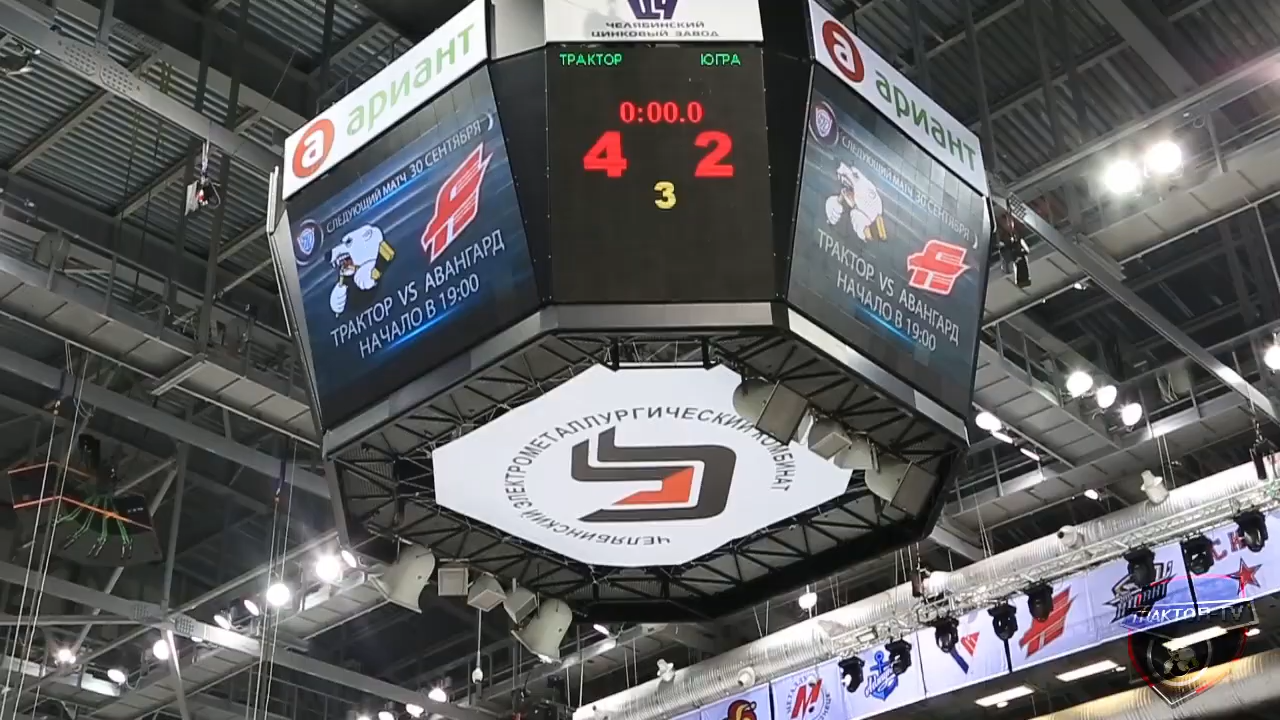 ЧЕЛЯБИНСКИЙ
ЦИНКОВЫЙ ЗАВОД
ариант
ариант
ТРАКТОР ЮГРА
0:00.0
4 2
3
СЛЕДУЮЩИЙ МАТЧ 30 СЕНТЯБРЯ
ТРАКТОР VS АВАНГАРД
НАЧАЛО В 19:00
СЛЕДУЮЩИЙ МАТЧ 30 СЕНТЯБРЯ
ТРАКТОР VS АВАНГАРД
НАЧАЛО В 19:00
ЧЕЛЯБИНСКИЙ ЭЛЕКТРОМЕТАЛЛУРГИЧЕСКИЙ КОМБИНАТ
ТРАКТОР-TV